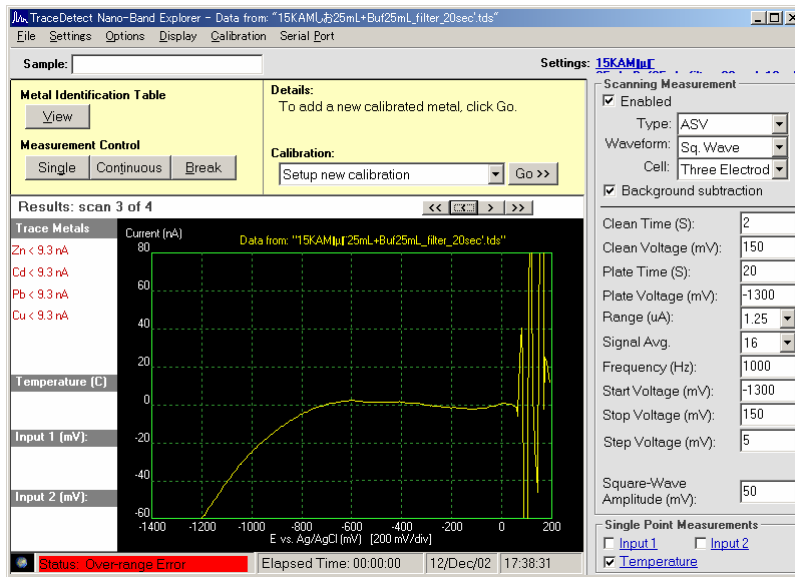 TraceDetect Nano-Band Explorer - Data from: "15KAMしお25mL+Buf25mL_filter_20sec'.tds"
File Settings Options Display Calibration Serial Port
Sample:
Settings: 15KAM
Metal Identification Table
View
Measurement Control
Single Continuous Break
Details:
To add a new calibrated metal, click Go.
Calibration:
Setup new calibration Go >>
Results: scan 3 of 4
<< < > >>
Trace Metals
Zn < 9.3 nA
Cd < 9.3 nA
Pb < 9.3 nA
Cu < 9.3 nA
Temperature (C)
Input 1 (mV):
Input 2 (mV):
Current (nA)
Data from: "15KAM 25mL+Buf25mL_filter_20sec'.tds"
80
40
20
0
-20
-40
-60
-1400 -1200 -1000 -800 -600 -400 -200 0 200
E vs. Ag/AgCl (mV) [200 mV/div]
Scanning Measurement
Enabled
Type: ASV
Waveform: Sq. Wave
Cell: Three Electrod
Background subtraction
Clean Time (S): 2
Clean Voltage (mV): 150
Plate Time (S): 20
Plate Voltage (mV): -1300
Range (uA): 1.25
Signal Avg. 16
Frequency (Hz): 1000
Start Voltage (mV): -1300
Stop Voltage (mV): 150
Step Voltage (mV): 5
Square-Wave
Amplitude (mV): 50
Single Point Measurements
Input 1 Input 2
Temperature
Status: Over-range Error
Elapsed Time: 00:00:00
12/Dec/02
17:38:31